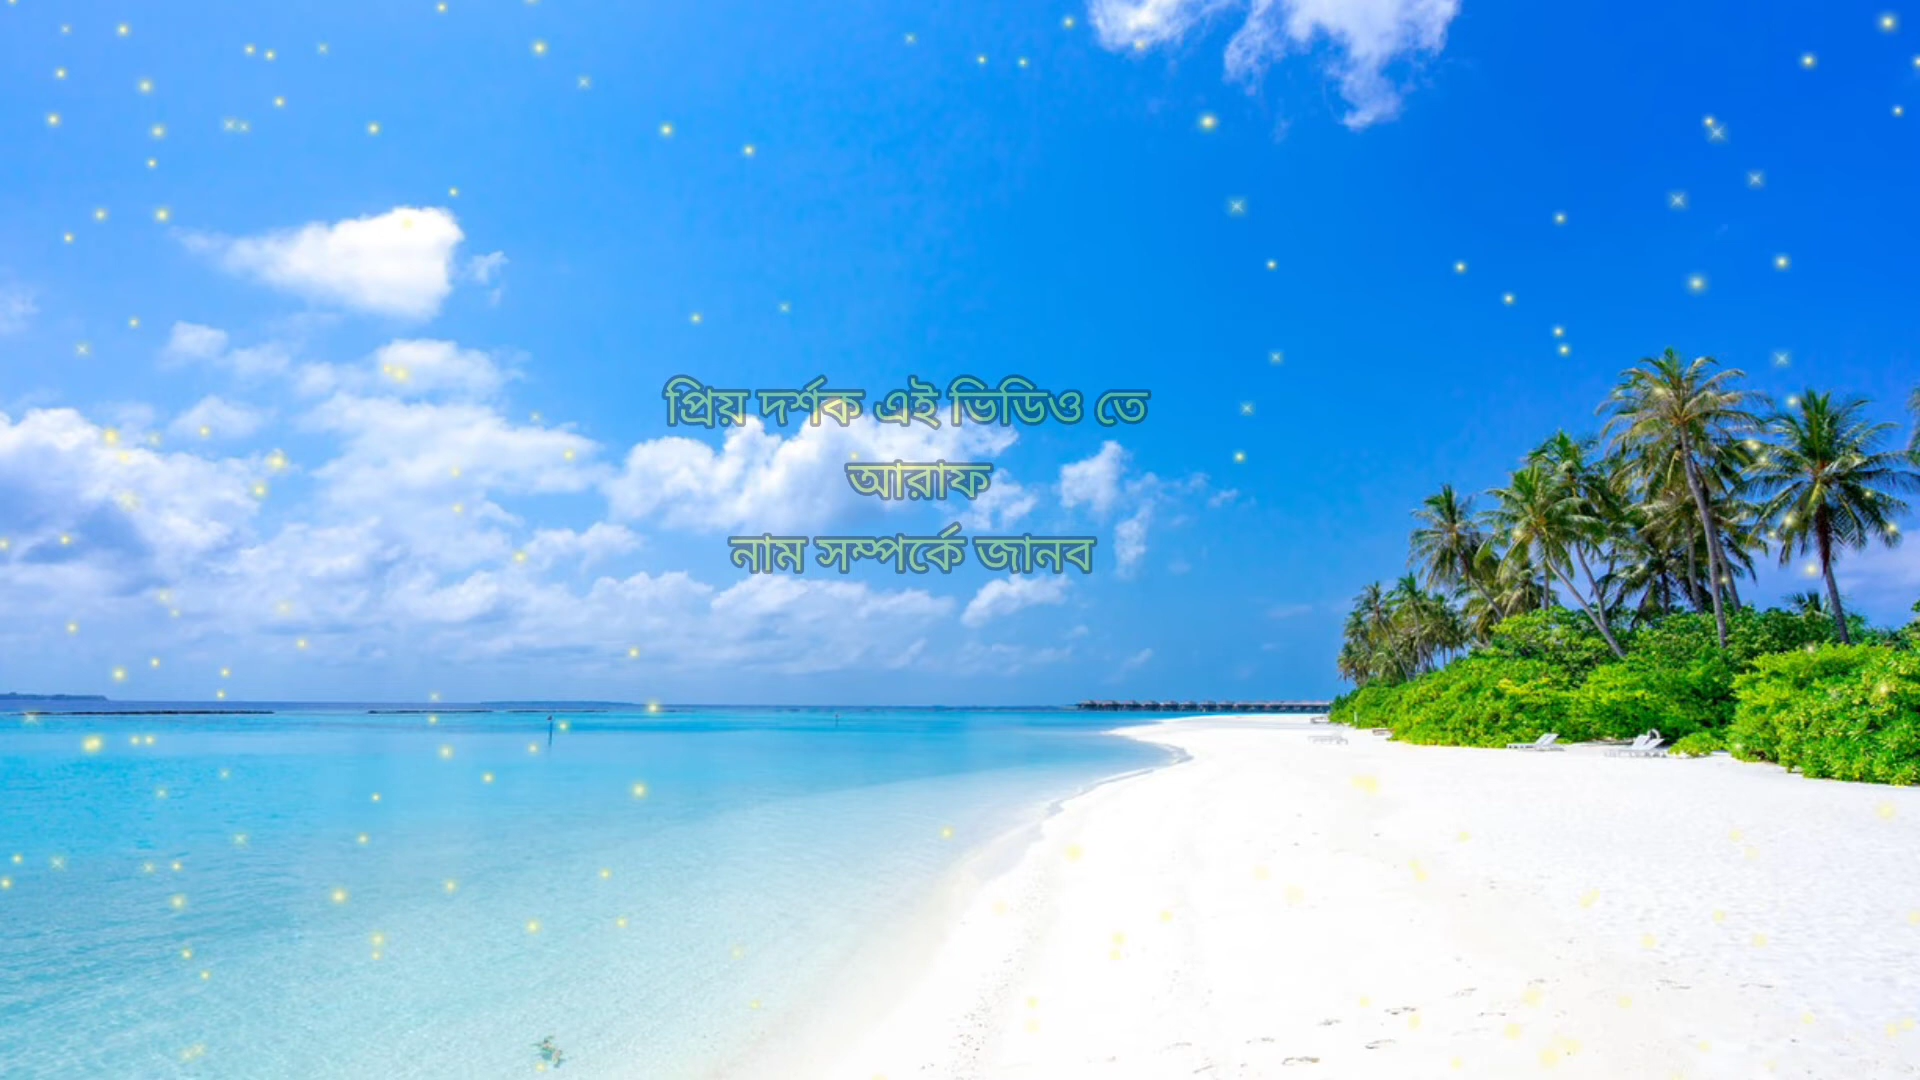 প্রিয় দর্শক এই ভিডিও তে
আরাফ
নাম সম্পর্কে জানব